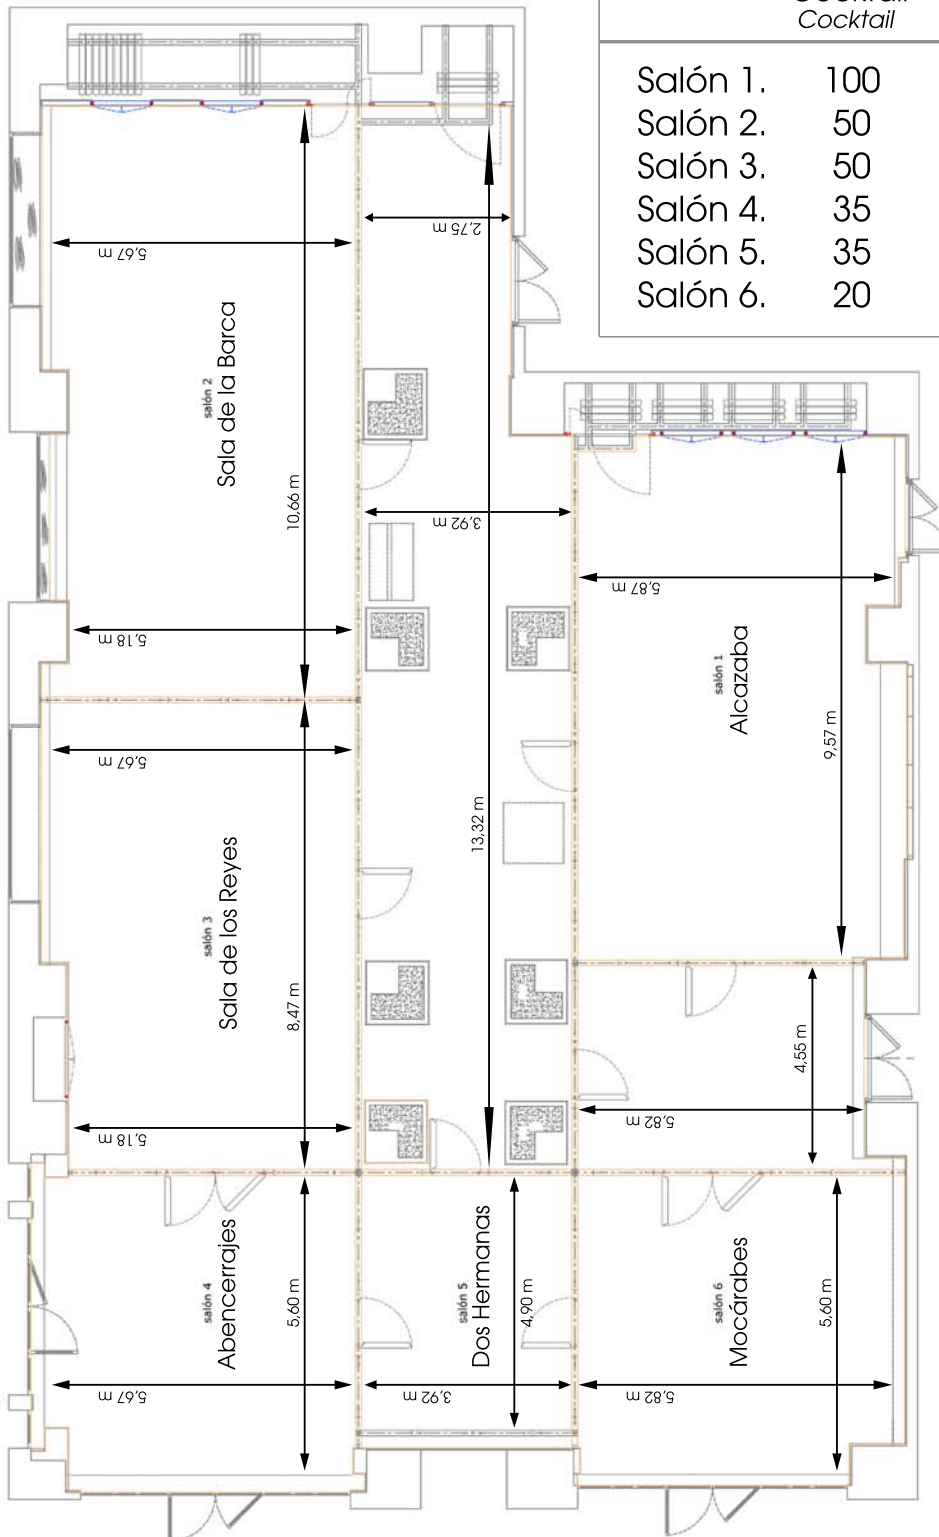 Cocktail
Cocktail
Salón 1. 100
Salón 2. 50
Salón 3. 50
Salón 4. 35
Salón 5. 35
Salón 6. 20
5,67 m
2,75 m
salón 2
Sala de la Barca
10,66 m
3,92 m
5,18 m
5,87 m
salón 1
Alcazaba
9,57 m
5,67 m
13,32 m
salón 3
Sala de los Reyes
8,47 m
4,55 m
5,18 m
5,82 m
salón 4
Abencerrajes
5,60 m
5,67 m
salón 5
Dos Hermanas
4,90 m
3,92 m
salón 6
Mocárabes
5,60 m
5,82 m